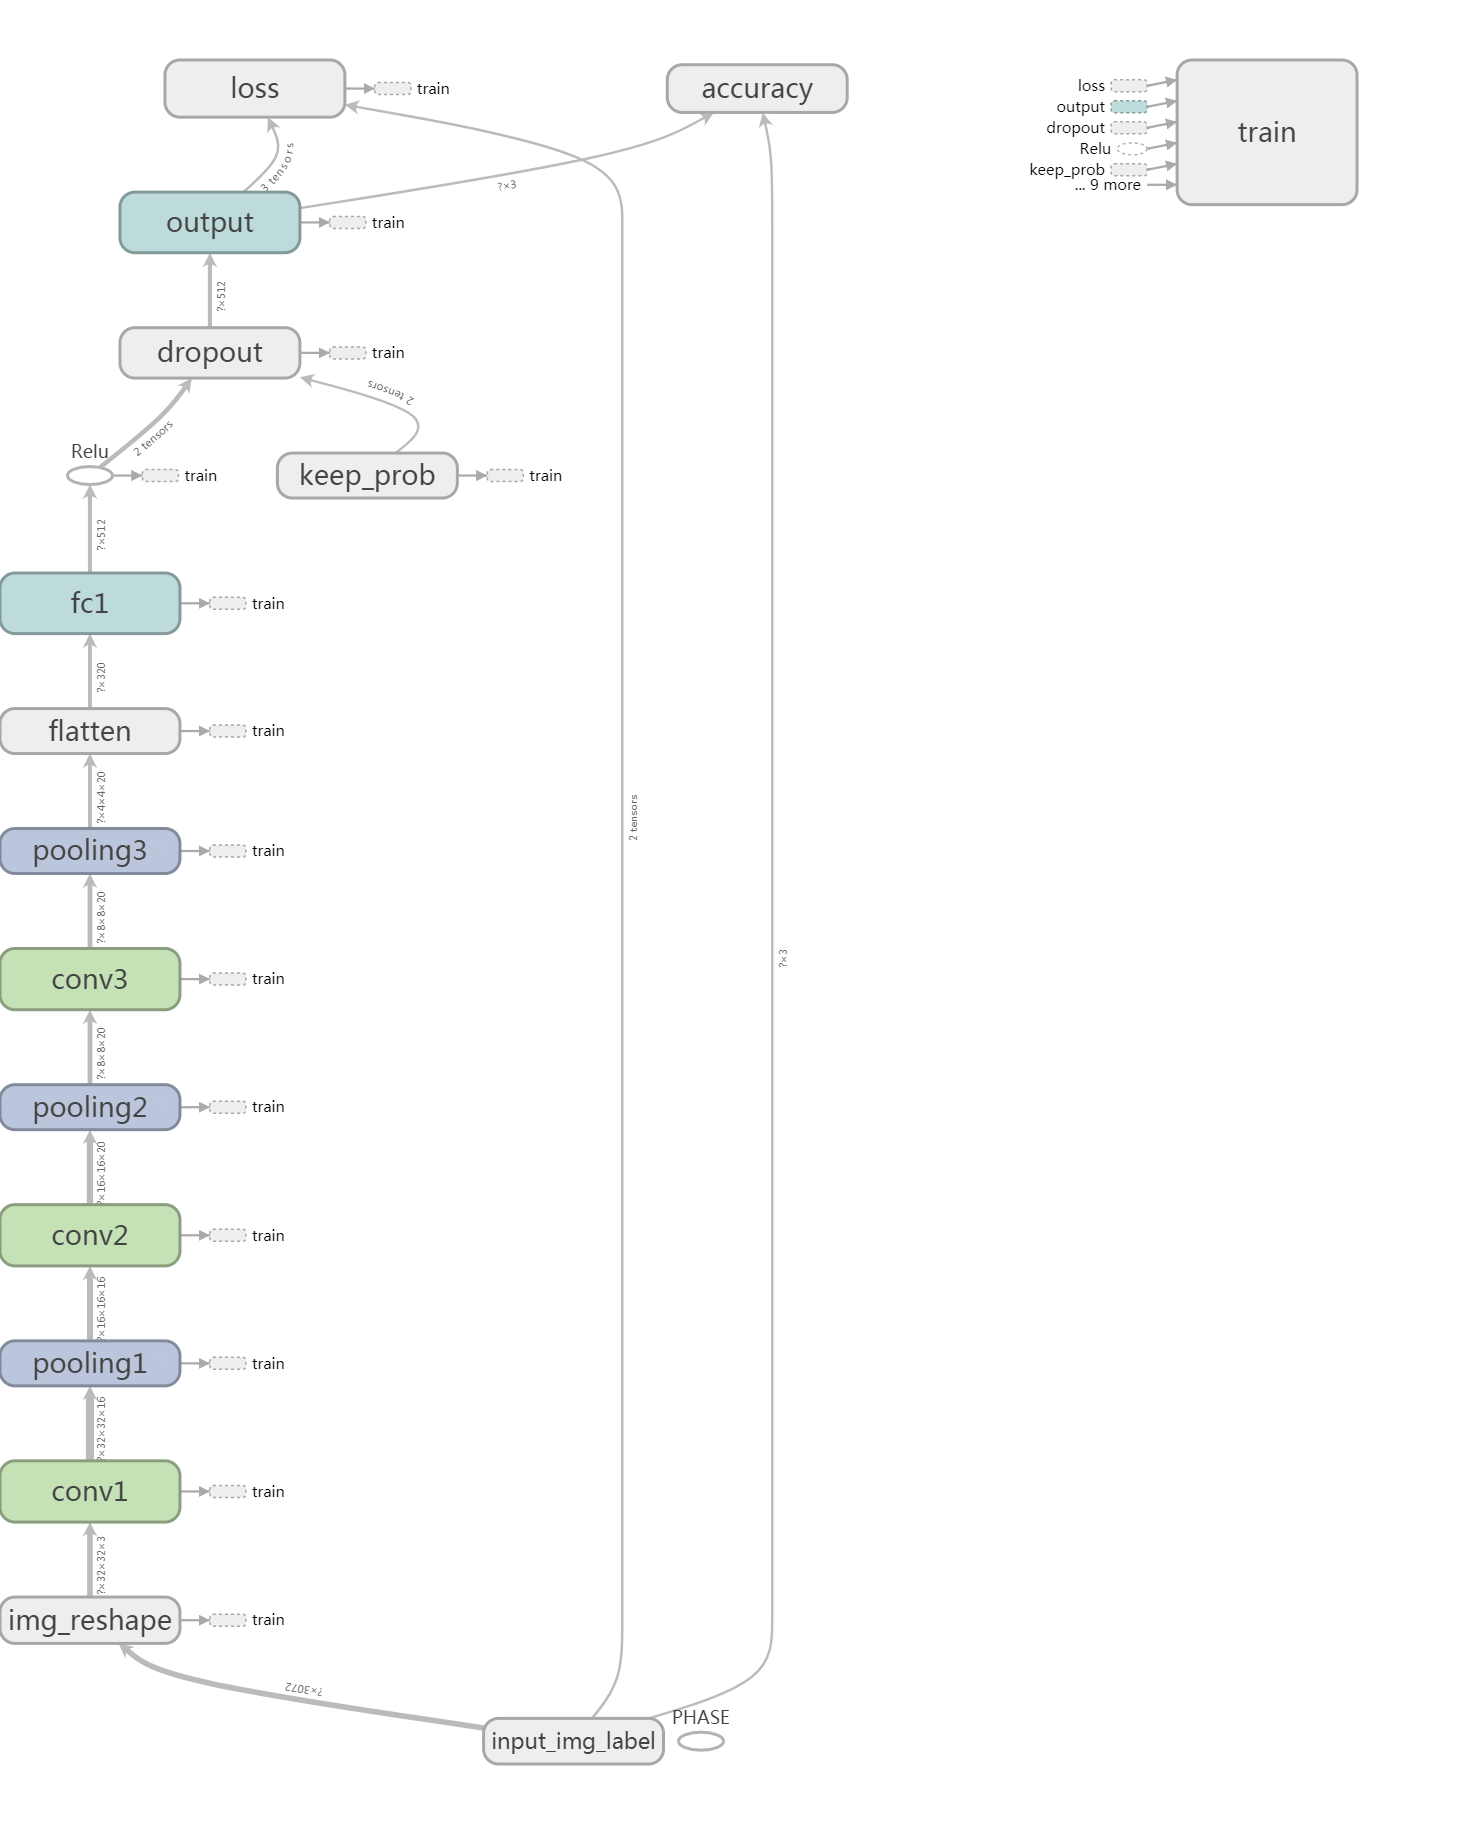 loss
train
accuracy
loss
output
dropout
Relu
keep_prob
... 9 more
train
3 tensors
?×3
output
train
?×512
dropout
train
2 tensors
2 tensors
Relu
train
keep_prob
train
?×512
fc1
train
?×320
flatten
train
?×4×4×20
pooling3
train
2 tensors
?×8×8×20
?×3
conv3
train
?×8×8×20
pooling2
train
?×16×16×20
conv2
train
?×16×16×16
pooling1
train
?×32×32×16
conv1
train
?×32×32×3
img_reshape
train
?×3072
PHASE
input_img_label